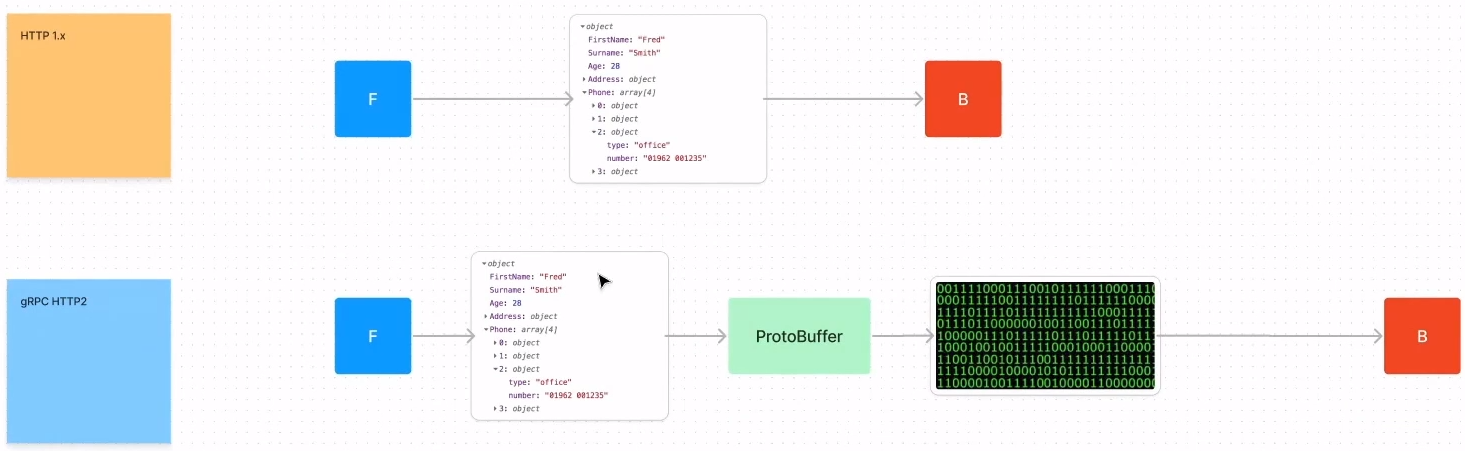 HTTP 1.x
F
object
FirstName: "Fred"
Surname: "Smith"
Age: 28
Address: object
Phone: array[4]
0: object
1: object
2: object
type: "office"
number: "01962 001235"
3: object
B
gRPC HTTP2
F
object
FirstName: "Fred"
Surname: "Smith"
Age: 28
Address: object
Phone: array[4]
0: object
1: object
2: object
type: "office"
number: "01962 001235"
3: object
ProtoBuffer
B